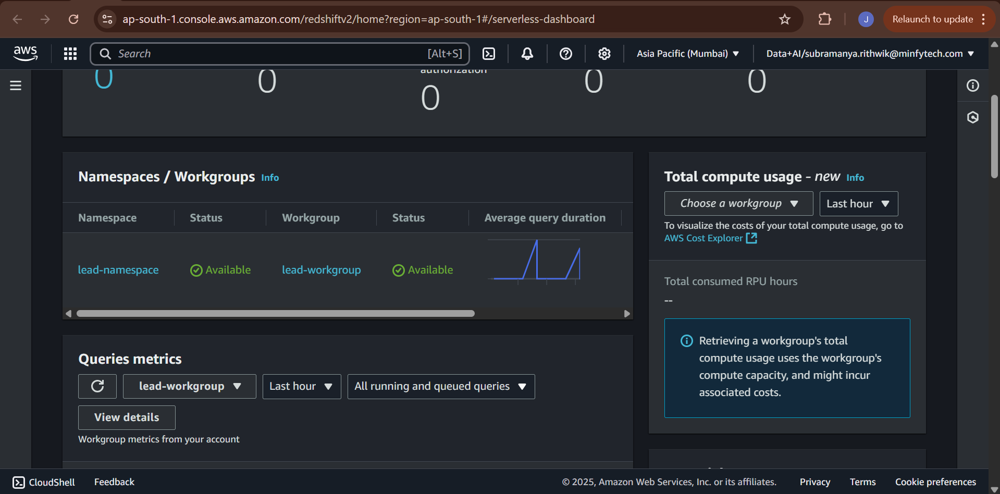 ap-south-1.console.aws.amazon.com/redshiftv2/home?region=ap-south-1#/serverless-dashboard
J
Relaunch to update
aws
Search
[Alt+S]
Asia Pacific (Mumbai)
Data+AI/subramanya.rithwik@minfytech.com
authorization
0
0
0
0
0
Namespaces / Workgroups Info
Namespace
Status
Workgroup
Status
Average query duration
lead-namespace
Available
lead-workgroup
Available
Total compute usage - new Info
Choose a workgroup
Last hour
To visualize the costs of your total compute usage, go to
AWS Cost Explorer
Total consumed RPU hours
--
Retrieving a workgroup's total
compute usage uses the workgroup's
compute capacity, and might incur
associated costs.
Queries metrics
lead-workgroup
Last hour
All running and queued queries
View details
Workgroup metrics from your account
CloudShell
Feedback
© 2025, Amazon Web Services, Inc. or its affiliates.
Privacy
Terms
Cookie preferences